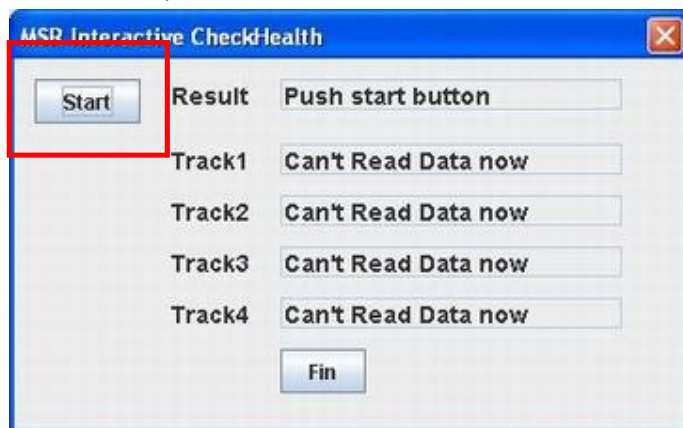 MSR Interactive CheckHealth
Start Result Push start button
Track1 Can't Read Data now
Track2 Can't Read Data now
Track3 Can't Read Data now
Track4 Can't Read Data now
Fin